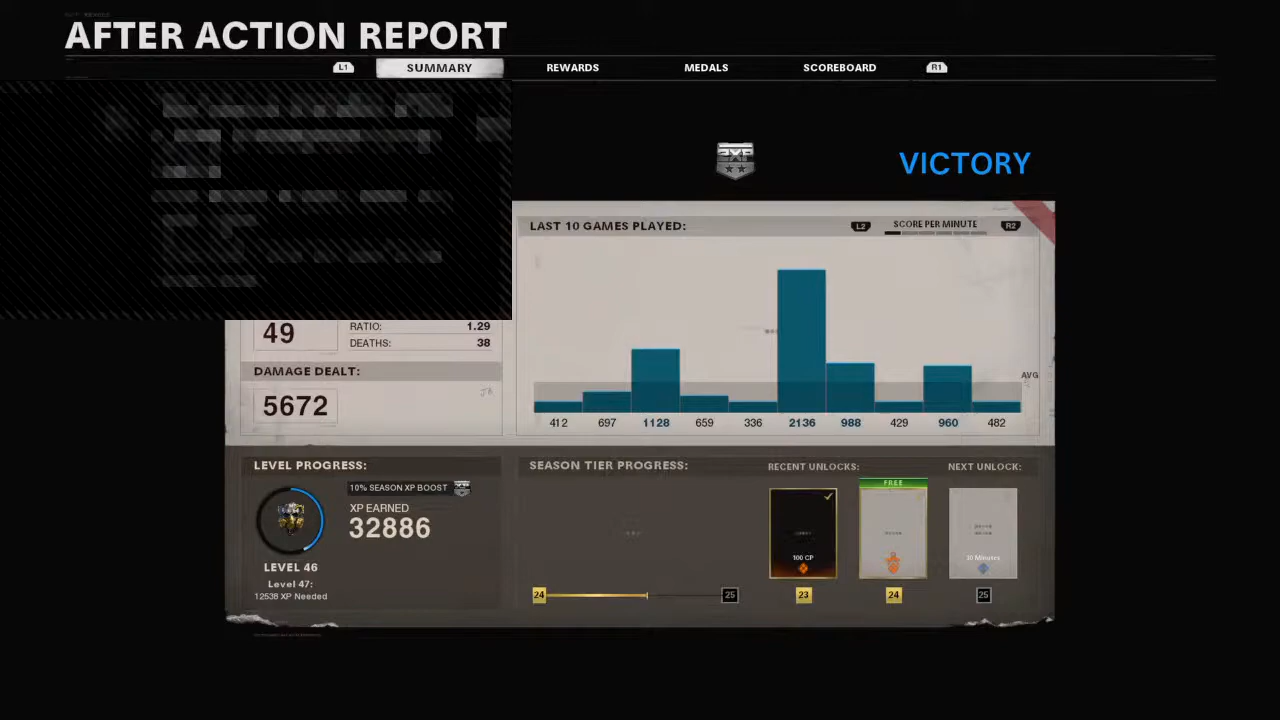 AFTER ACTION REPORT
L1 SUMMARY REWARDS MEDALS SCOREBOARD R1
2XP
VICTORY
LAST 10 GAMES PLAYED:
L2 SCORE PER MINUTE R2
49
RATIO: 1.29
DEATHS: 38
DAMAGE DEALT:
5672
AVG
412 697 1128 659 336 2136 988 429 960 482
LEVEL PROGRESS:
10% SEASON XP BOOST
XP EARNED
32886
LEVEL 46
Level 47:
12538 XP Needed
SEASON TIER PROGRESS:
24 25
RECENT UNLOCKS:
NEXT UNLOCK:
FREE
100 CP
30 Minutes
23 24 25